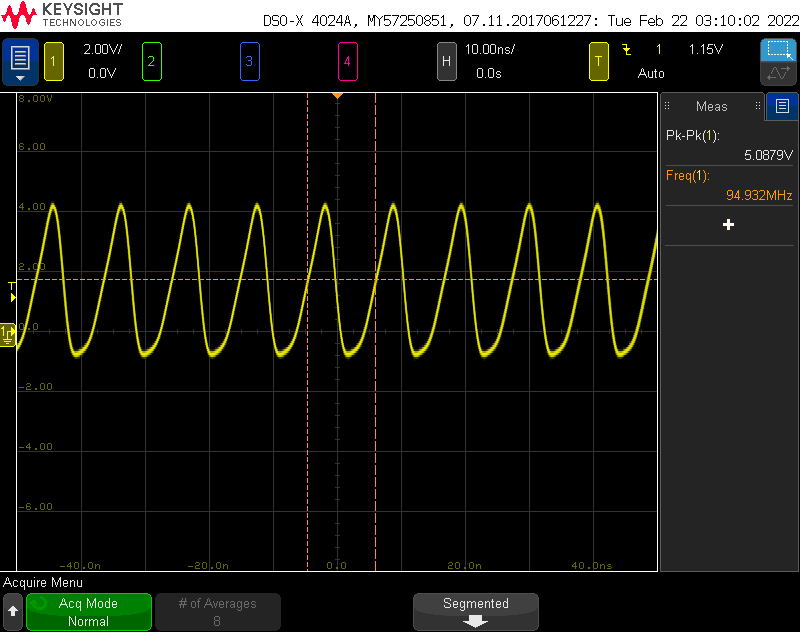 KEYSIGHT
TECHNOLOGIES
DSO-X 4024A, MY57250851, 07.11.2017061227: Tue Feb 22 03:10:02 2022
1
2.00V/
0.0V
2
3
4
H
10.00ns/
0.0s
T
1
1.15V
Auto
8.00V
6.00
4.00
2.00
0.0
-2.00
-4.00
-6.00
T
1
-40.0n
-20.0n
0.0
20.0n
40.0ns
Meas
Pk-Pk(1):
5.0879V
Freq(1):
94.932MHz
Acquire Menu
Acq Mode
Normal
# of Averages
8
Segmented